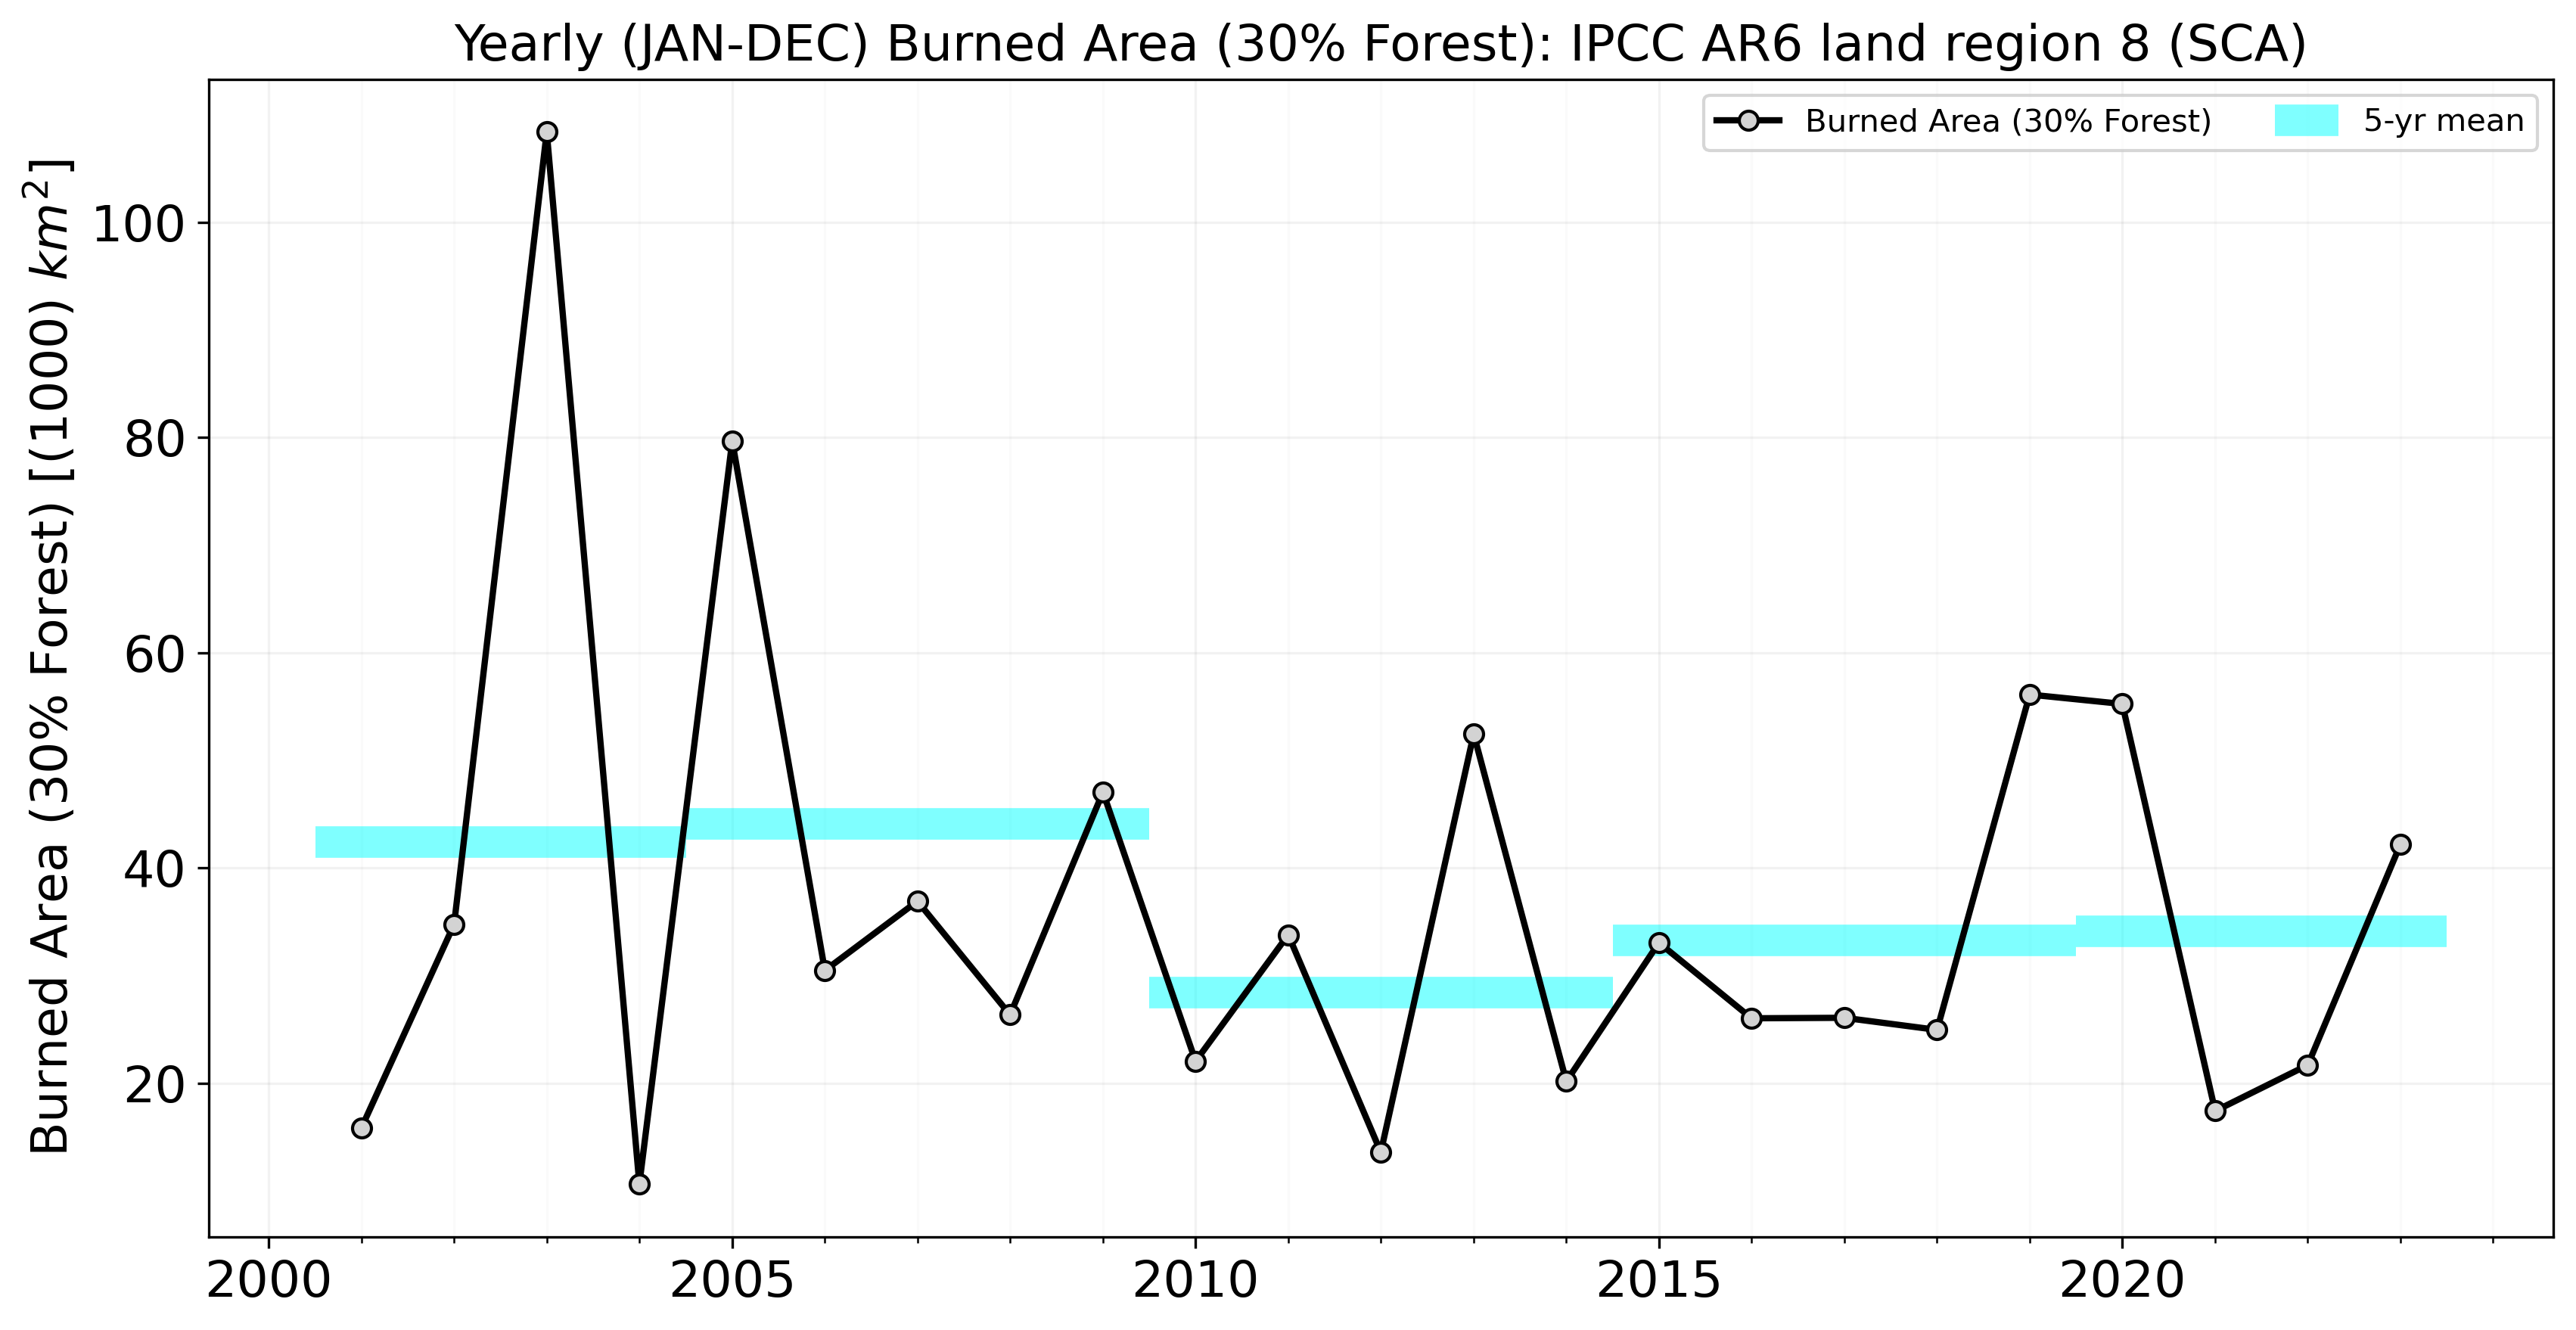 Yearly (JAN-DEC) Burned Area (30% Forest): IPCC AR6 land region 8 (SCA)
Burned Area (30% Forest) 5-yr mean
Burned Area (30% Forest) [(1000) km²]
100
80
60
40
20
2000 2005 2010 2015 2020